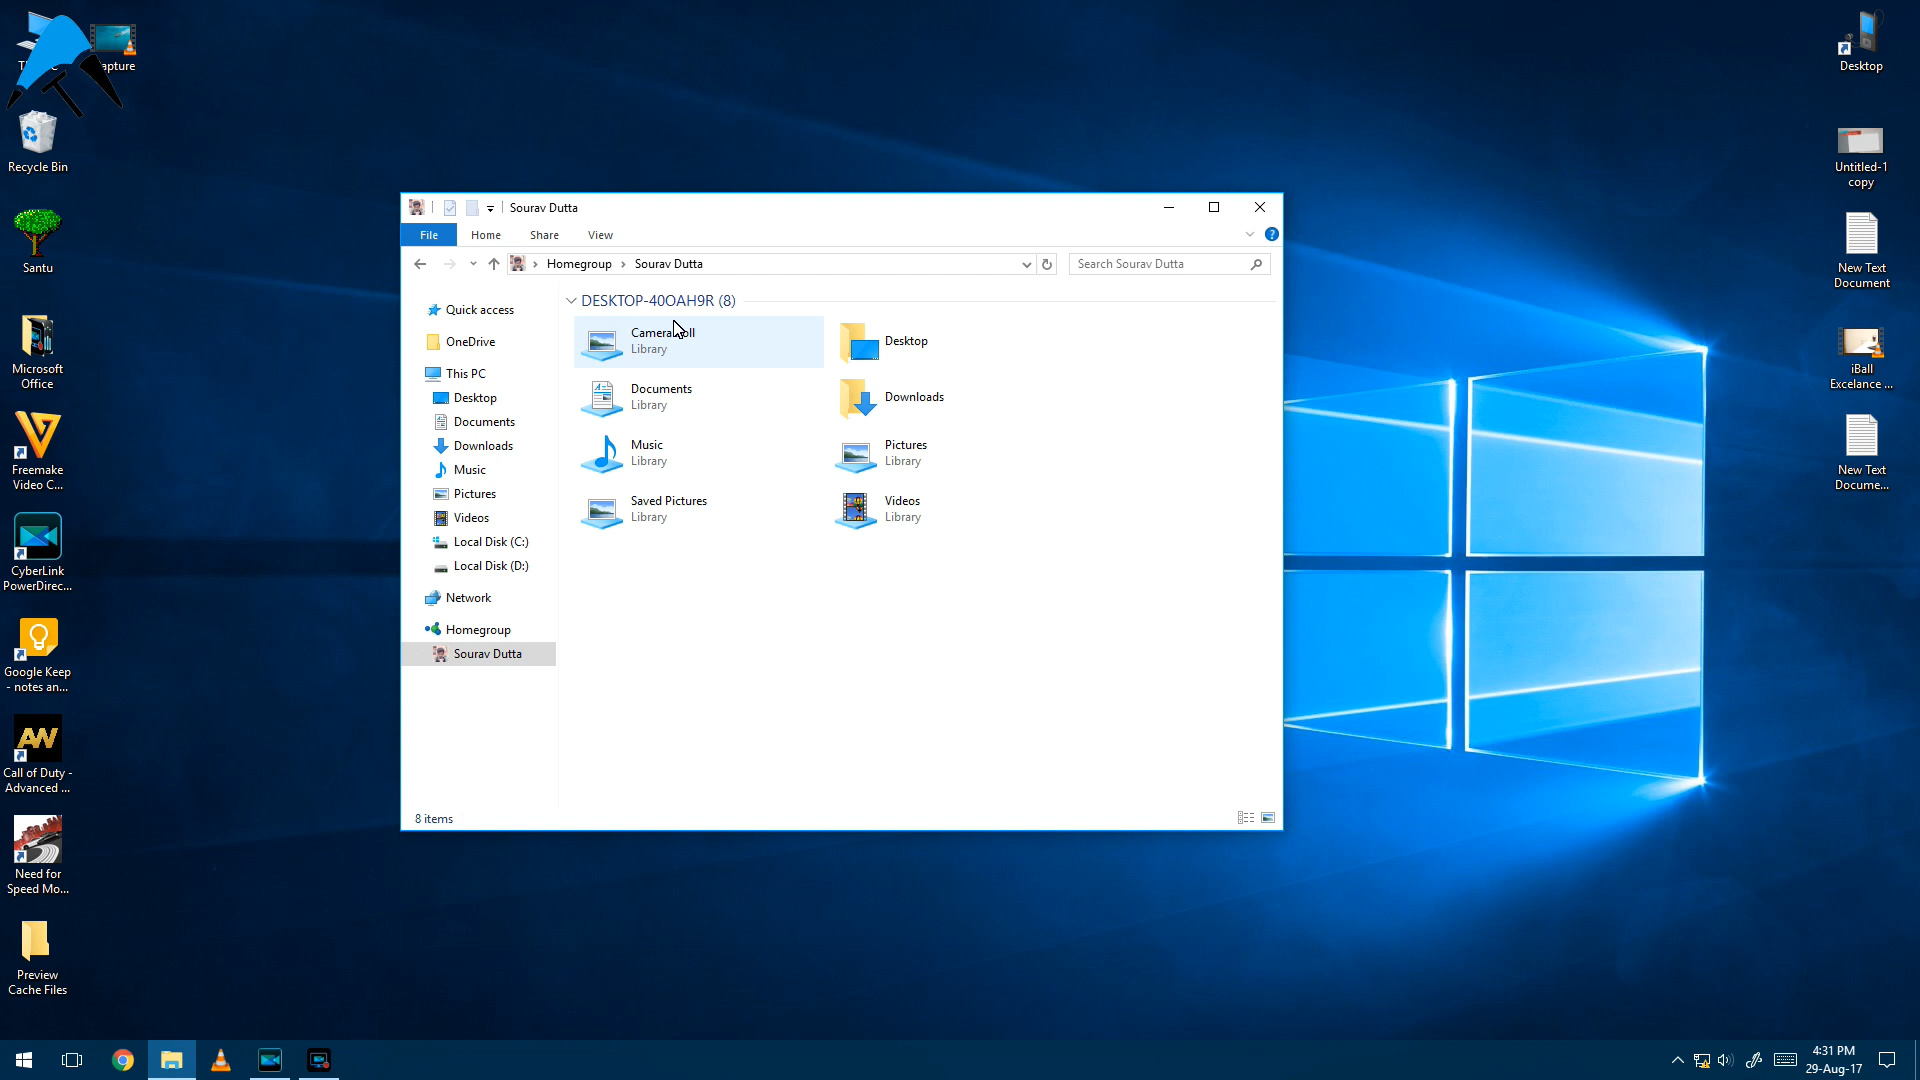 apture
Recycle Bin
Santu
Microsoft
Office
Freemake
Video C...
CyberLink
PowerDirec...
Google Keep
- notes an...
AW
Call of Duty -
Advanced ...
Need for
Speed Mo...
Preview
Cache Files
Sourav Dutta
File
Home
Share
View
Homegroup
Sourav Dutta
Search Sourav Dutta
Quick access
OneDrive
This PC
Desktop
Documents
Downloads
Music
Pictures
Videos
Local Disk (C:)
Local Disk (D:)
Network
Homegroup
Sourav Dutta
DESKTOP-40OAH9R (8)
Camera Roll
Library
Desktop
Documents
Library
Downloads
Music
Library
Pictures
Library
Saved Pictures
Library
Videos
Library
8 items
Desktop
Untitled-1
copy
New Text
Document
iBall
Excelance ...
New Text
Docume...
4:31 PM
29-Aug-17